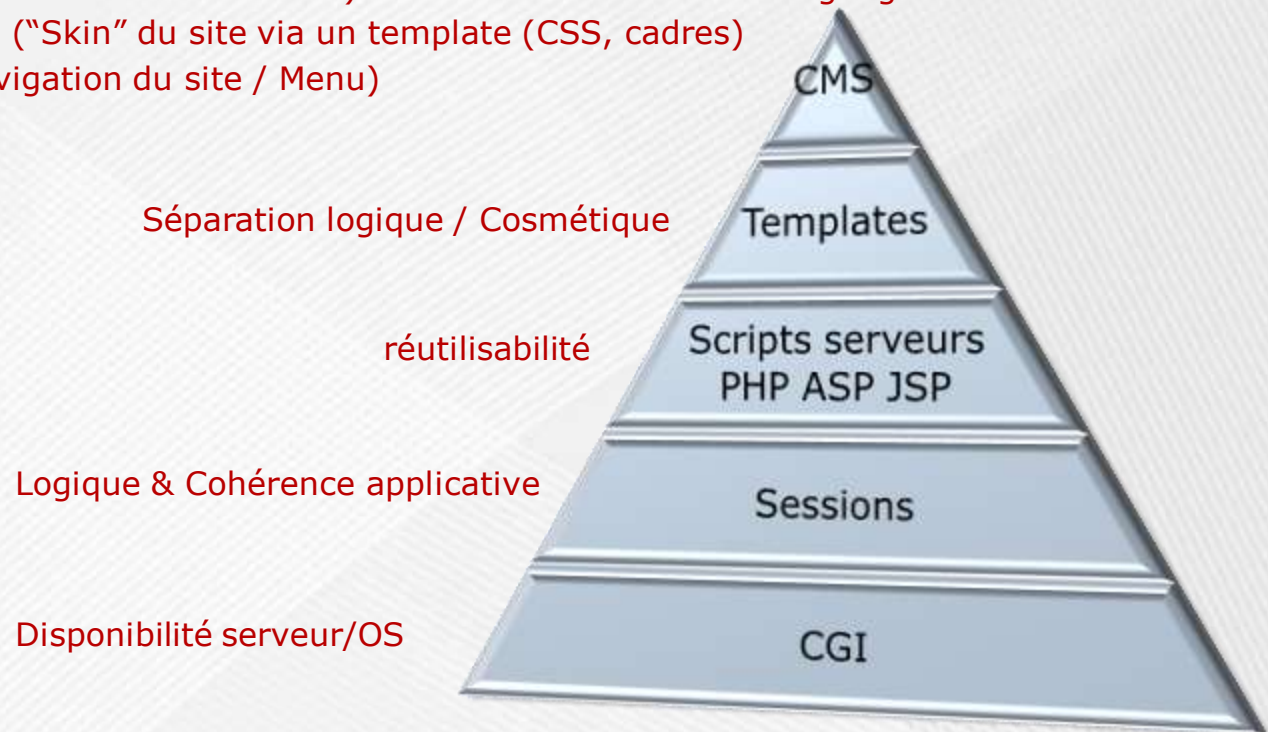 (“Skin” du site via un template (CSS, cadres)
vigation du site / Menu)
CMS
Séparation logique / Cosmétique
Templates
réutilisabilité
Scripts serveurs
PHP ASP JSP
Logique & Cohérence applicative
Sessions
Disponibilité serveur/OS
CGI